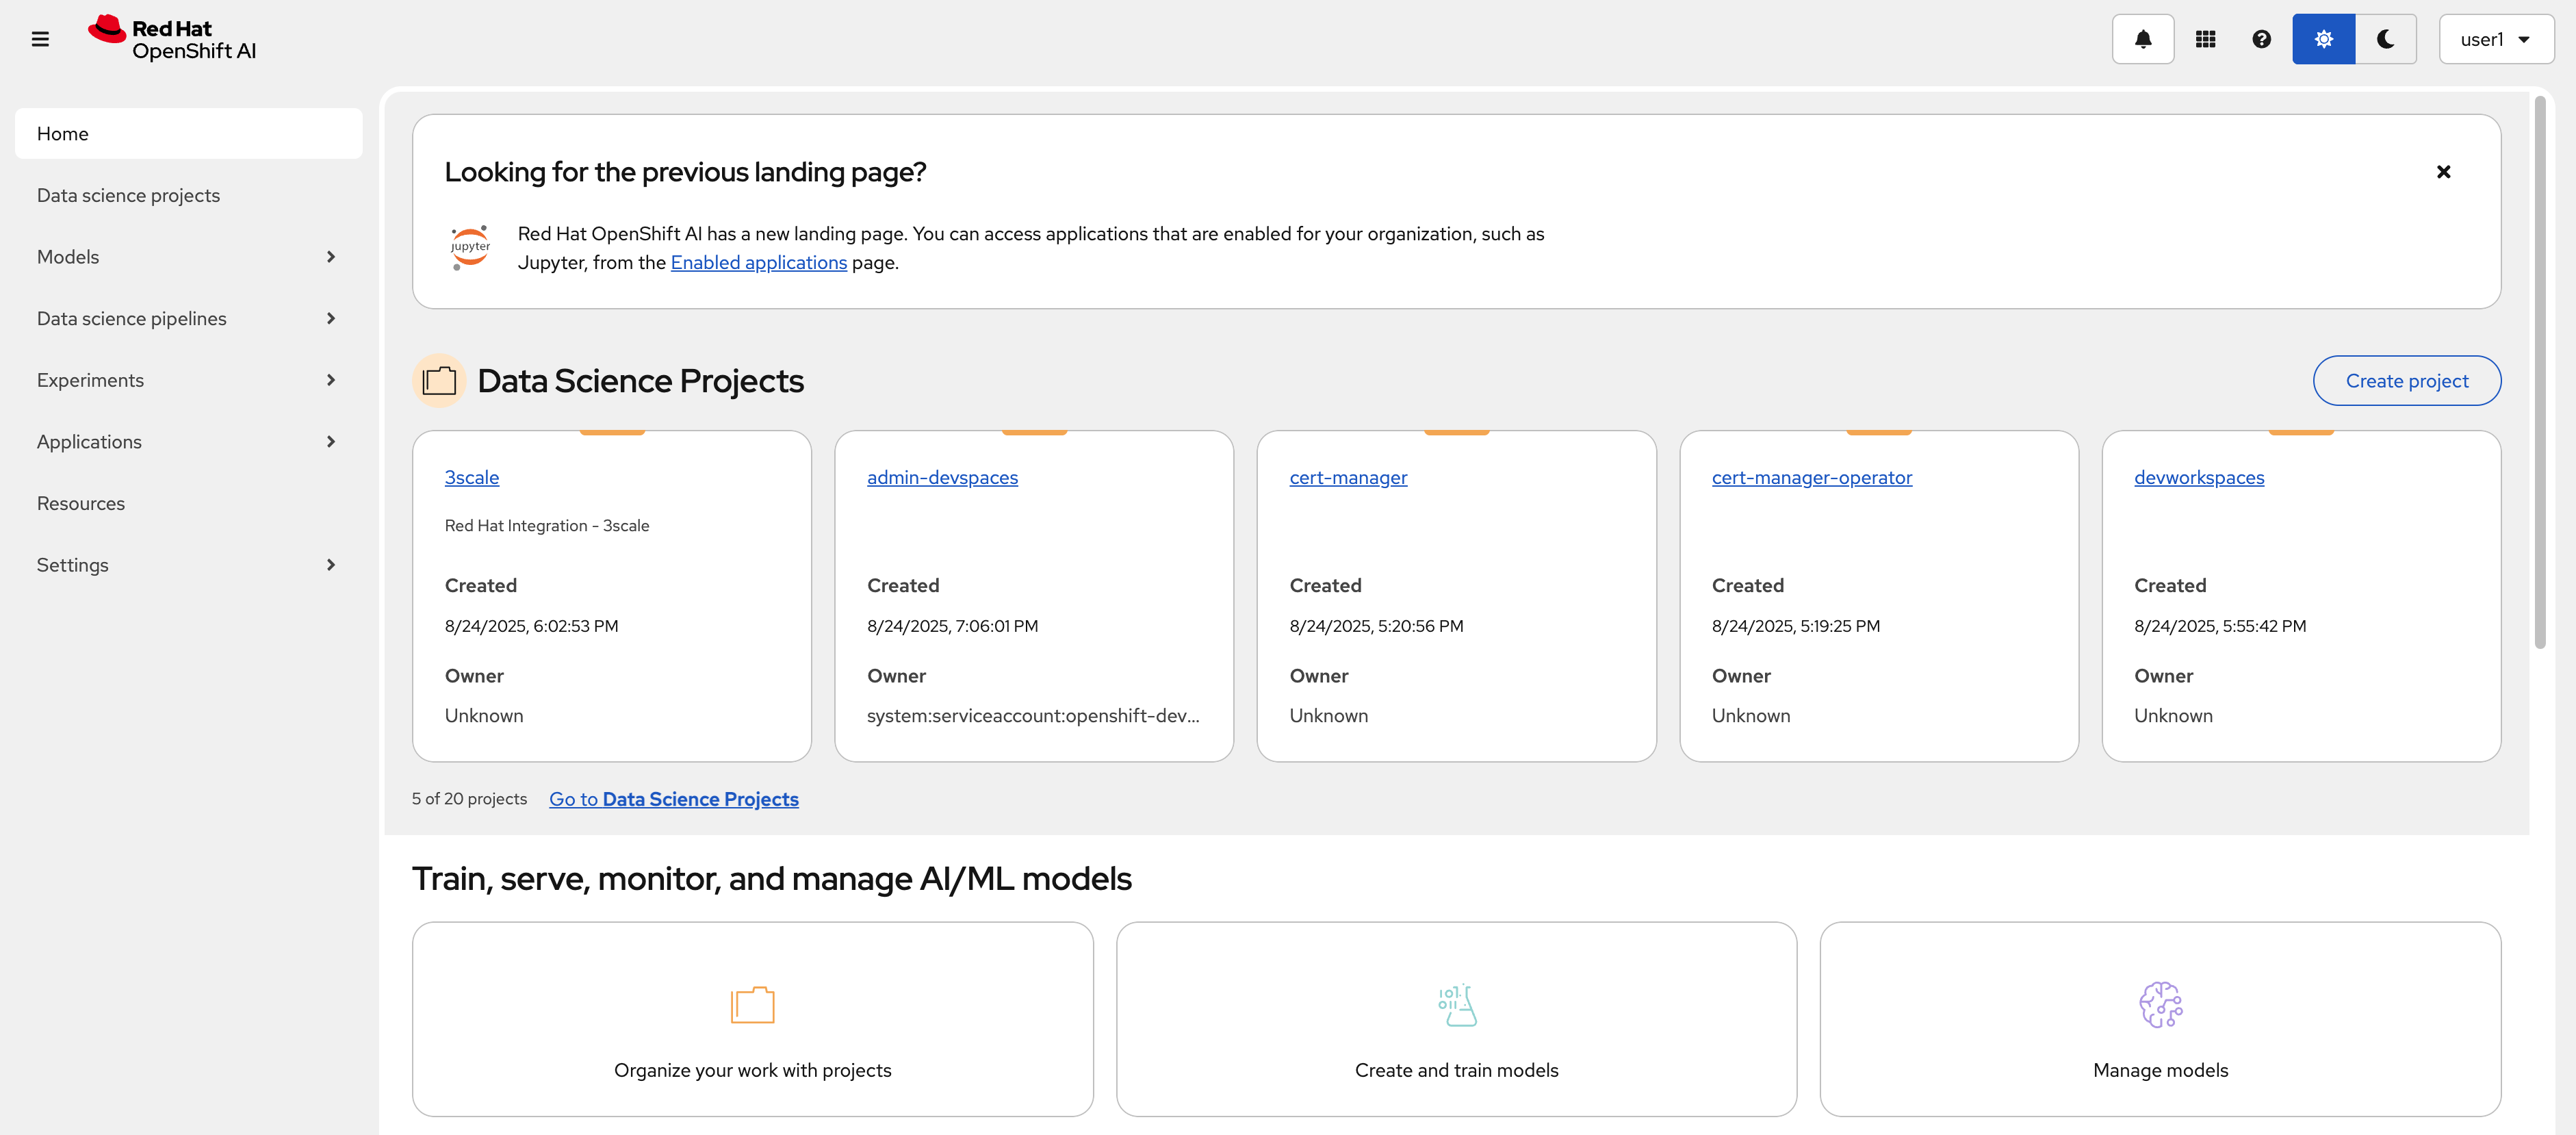 Red Hat
OpenShift AI
user1
Home
Data science projects
Models
Data science pipelines
Experiments
Applications
Resources
Settings
Looking for the previous landing page?
jupyter
Red Hat OpenShift AI has a new landing page. You can access applications that are enabled for your organization, such as
Jupyter, from the Enabled applications page.
Data Science Projects
Create project
3scale
Red Hat Integration - 3scale
Created
8/24/2025, 6:02:53 PM
Owner
Unknown
admin-devspaces
Created
8/24/2025, 7:06:01 PM
Owner
system:serviceaccount:openshift-dev...
cert-manager
Created
8/24/2025, 5:20:56 PM
Owner
Unknown
cert-manager-operator
Created
8/24/2025, 5:19:25 PM
Owner
Unknown
devworkspaces
Created
8/24/2025, 5:55:42 PM
Owner
Unknown
5 of 20 projects
Go to Data Science Projects
Train, serve, monitor, and manage AI/ML models
Organize your work with projects
Create and train models
Manage models